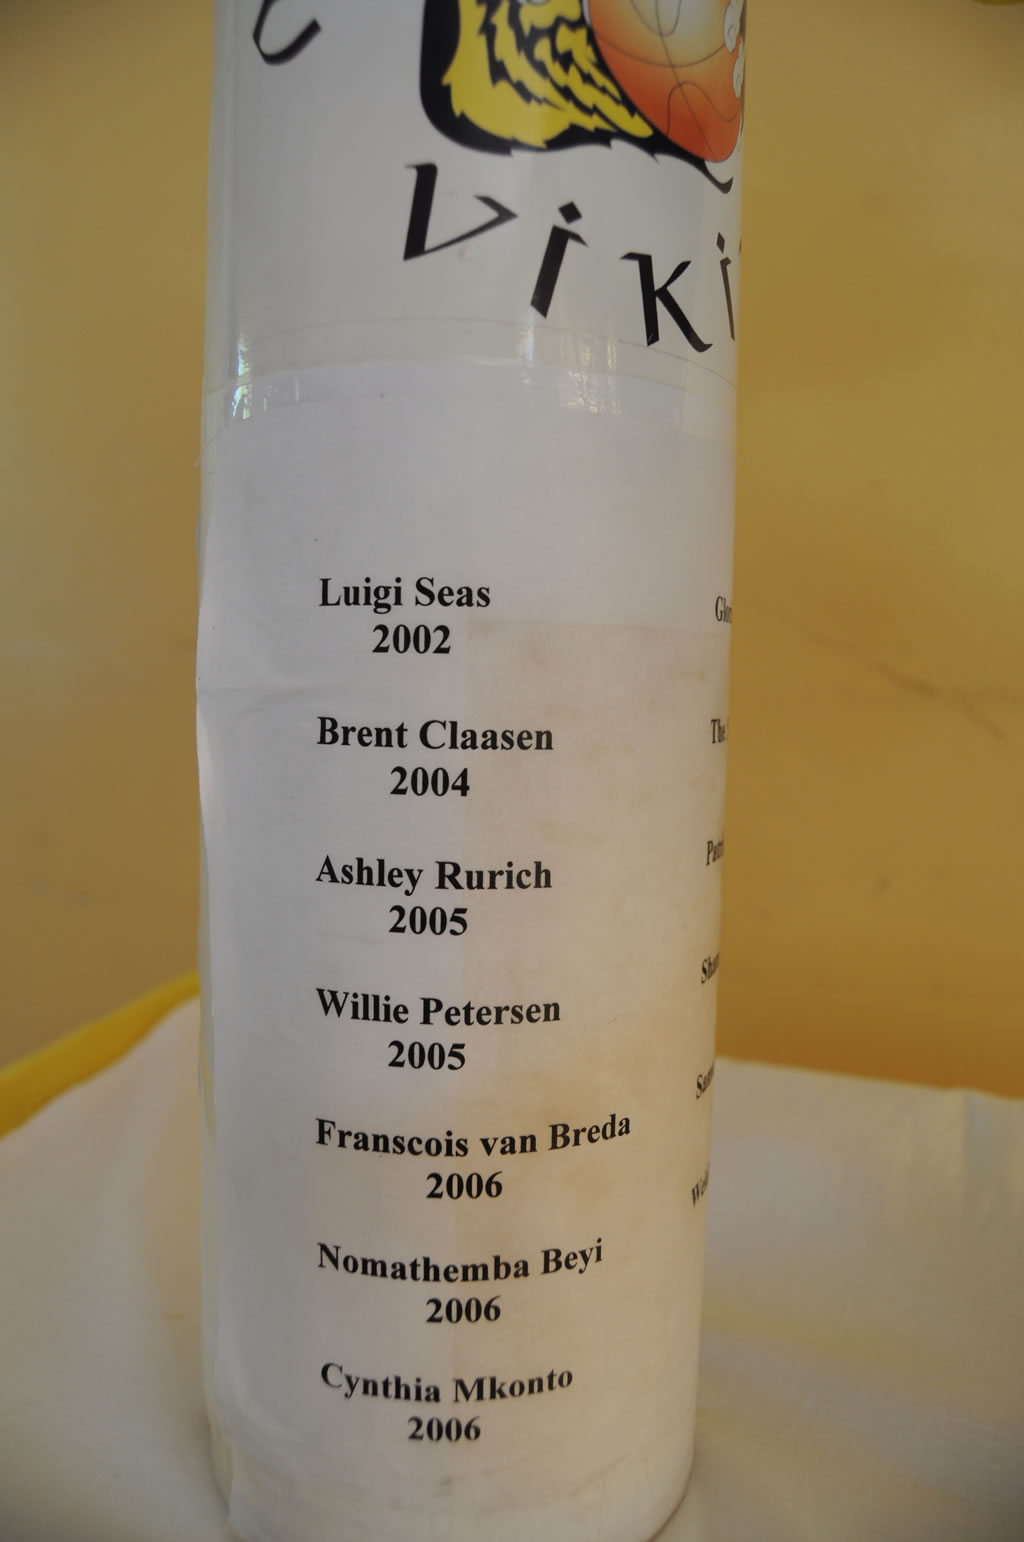 Luigi Seas
2002
Brent Claasen
2004
Ashley Rurich
2005
Willie Petersen
2005
Franscois van Breda
2006
Nomathemba Beyi
2006
Cynthia Mkonto
2006
The